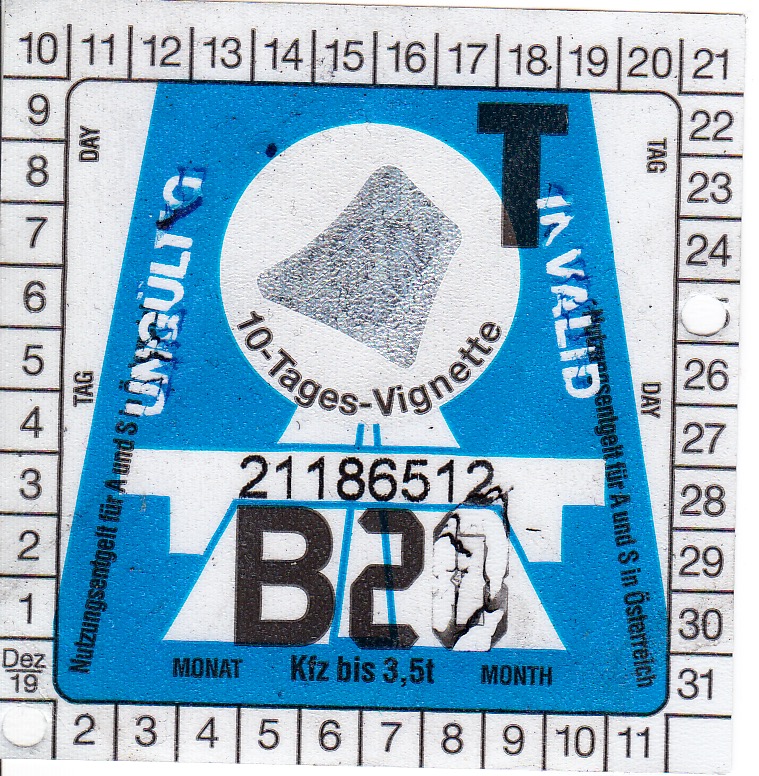 10 11 12 13 14 15 16 17 18 19 20 21
9
8
7
6
5
4
3
2
1
Dez
19
22
23
24
26
27
28
29
30
31
DAY
TAG
TAG
DAY
T
UNGÜLTIG
INVALID
10-Tages-Vignette
Nutzungsentgelt für A und S in
Nutzungsentgelt für A und S in Österreich
21186512
B2
MONAT Kfz bis 3,5t MONTH
2 3 4 5 6 7 8 9 10 11